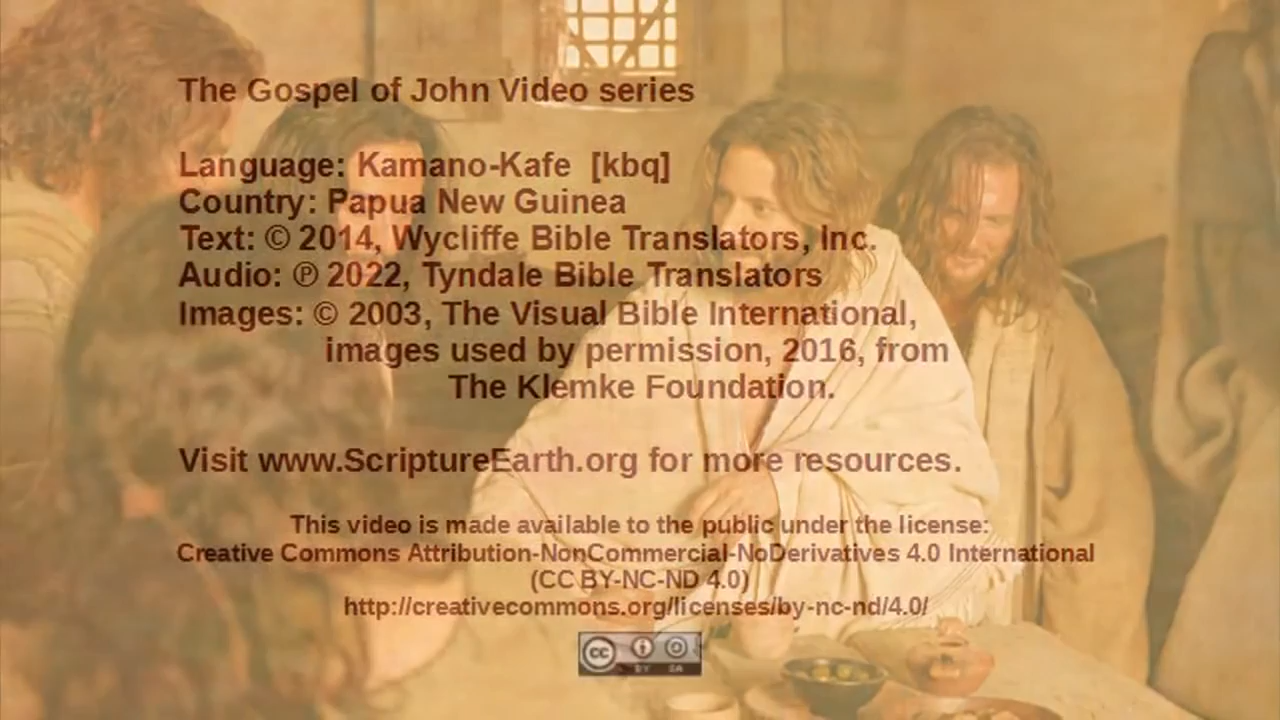 The Gospel of John Video series
Language: Kamano-Kafe [kbq]
Country: Papua New Guinea
Text: © 2014, Wycliffe Bible Translators, Inc.
Audio: ℗ 2022, Tyndale Bible Translators
Images: © 2003, The Visual Bible International,
images used by permission, 2016, from
The Klemke Foundation.
Visit www.ScriptureEarth.org for more resources.
This video is made available to the public under the license:
Creative Commons Attribution-NonCommercial-NoDerivatives 4.0 International
(CC BY-NC-ND 4.0)
http://creativecommons.org/licenses/by-nc-nd/4.0/
cc BY SA